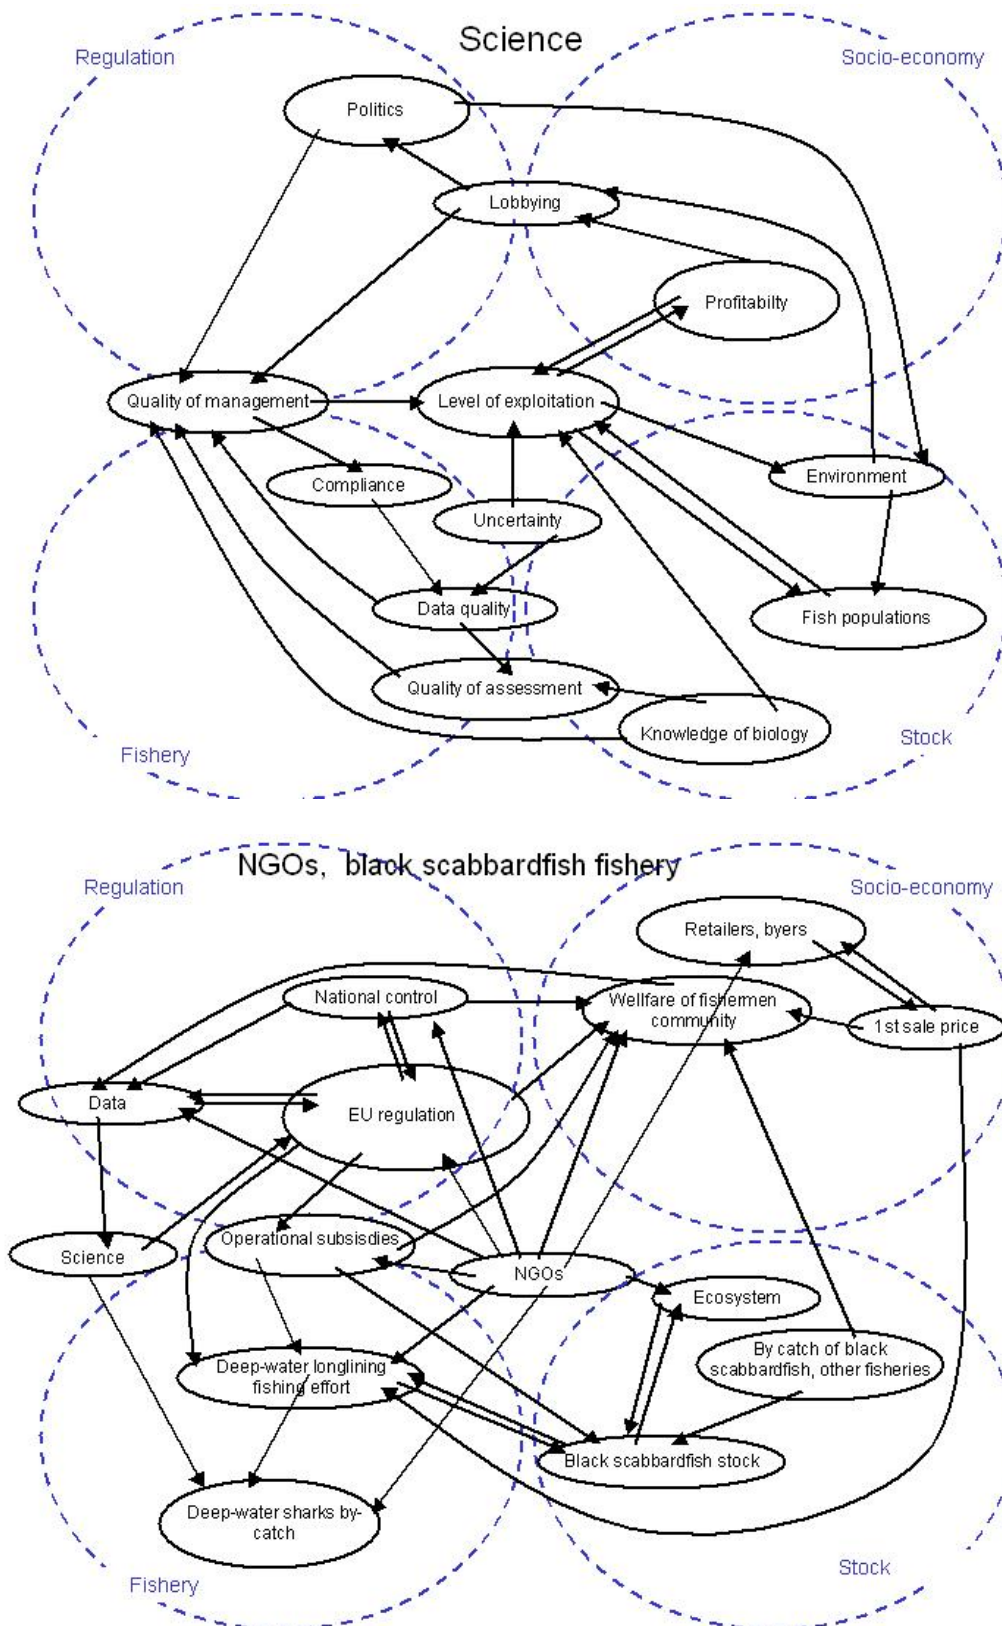 Science
Regulation
Socio-economy
Politics
Lobbying
Profitabilty
Quality of management
Level of exploitation
Compliance
Environment
Uncertainty
Data quality
Fish populations
Quality of assessment
Knowledge of biology
Fishery
Stock
NGOs, black scabbardfish fishery
Regulation
Socio-economy
Retailers, byers
National control
Wellfare of fishermen
community
1st sale price
Data
EU regulation
Science
Operational subsisdies
NGOs
Ecosystem
By catch of black
scabbardfish, other fisheries
Deep-water longlining
fishing effort
Black scabbardfish stock
Deep-water sharks by-
catch
Fishery
Stock